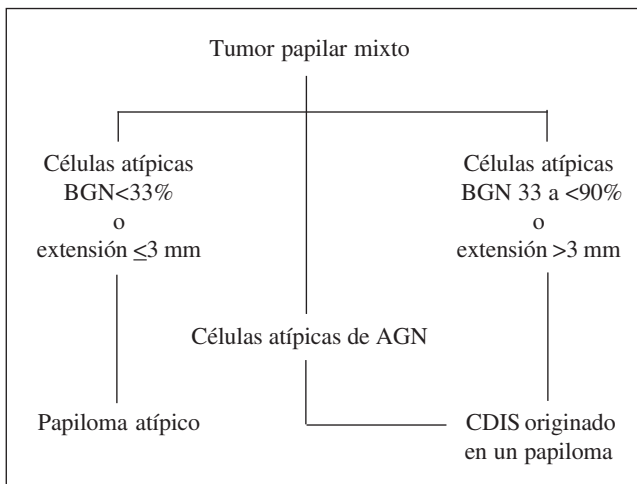 Tumor papilar mixto
Células atípicas
BGN<33%
o
extensión ≤3 mm
Células atípicas
BGN 33 a <90%
o
extensión >3 mm
Células atípicas de AGN
Papiloma atípico
CDIS originado
en un papiloma